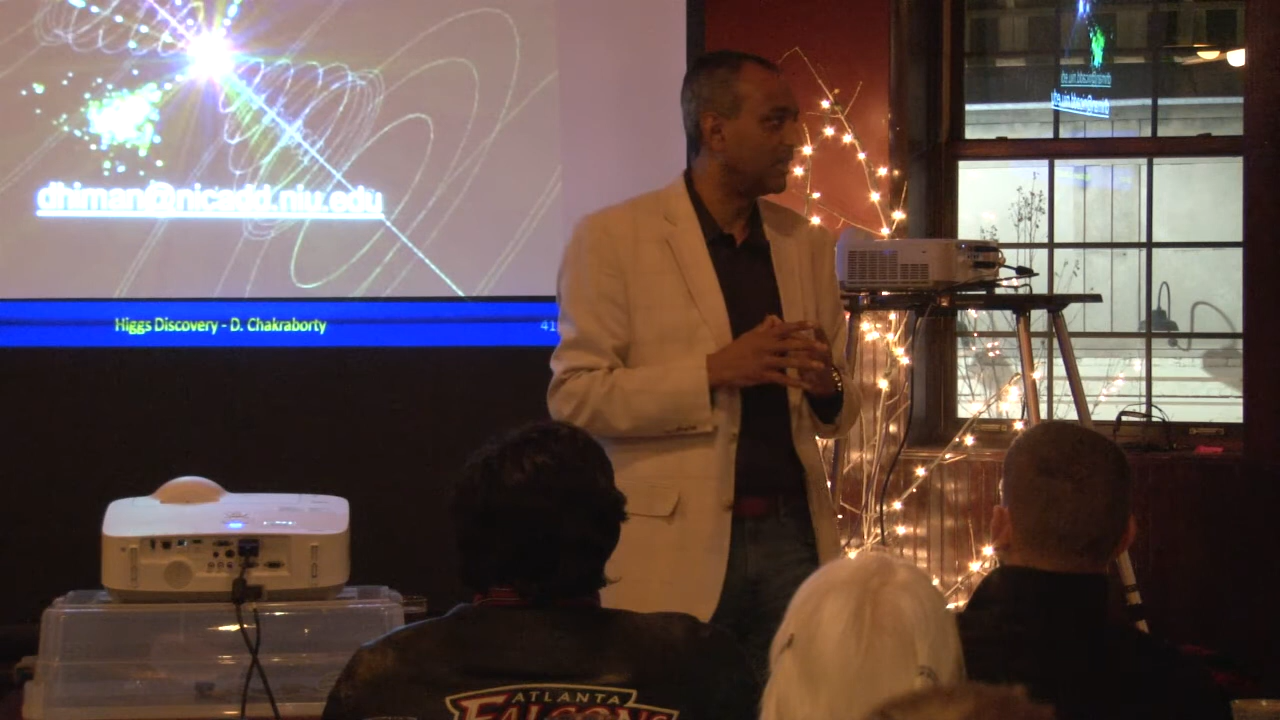 dhiman@nicadd.niu.edu
Higgs Discovery - D. Chakraborty
41
ATLANTA
FALCONS